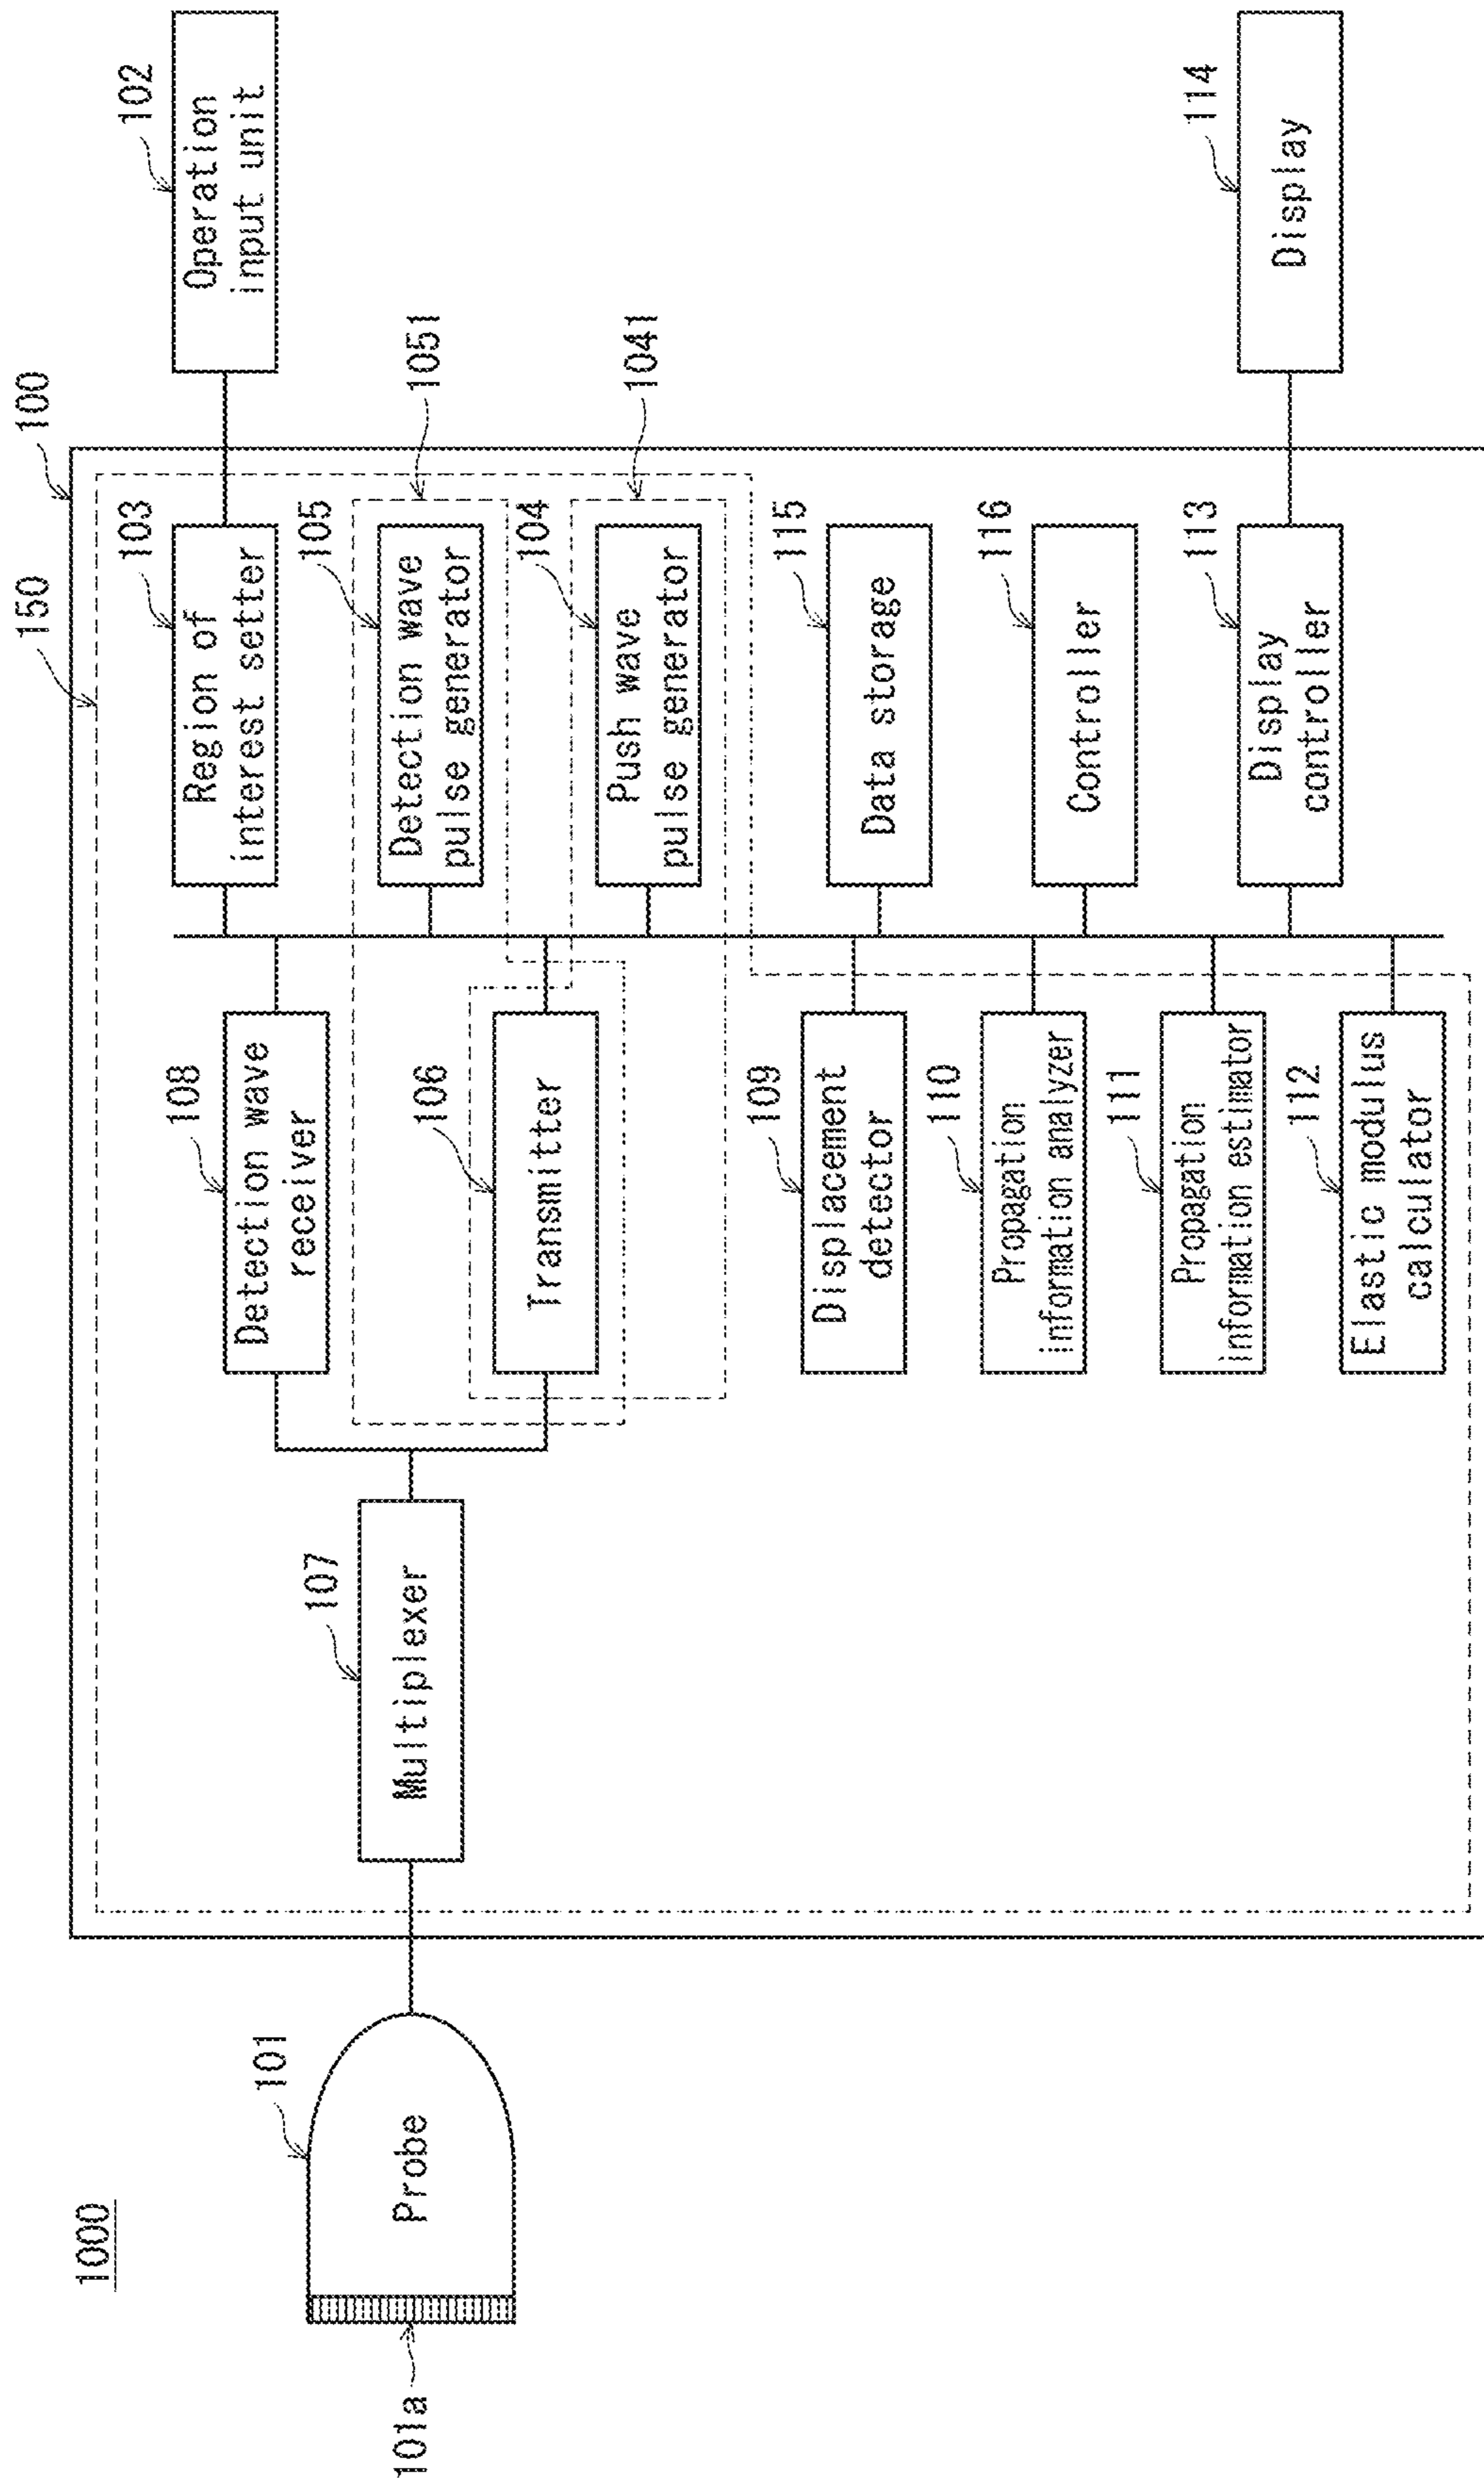 1000
100
150
101a
101
Probe
107
Multiplexer
108
Detection wave
receiver
106
Transmitter
109
Displacement
detector
110
Propagation
information analyzer
111
Propagation
information estimator
112
Elastic modulus
calculator
103
Region of
interest setter
105
Detection wave
pulse generator
1051
104
Push wave
pulse generator
1041
115
Data storage
116
Controller
113
Display
controller
102
Operation
input unit
114
Display